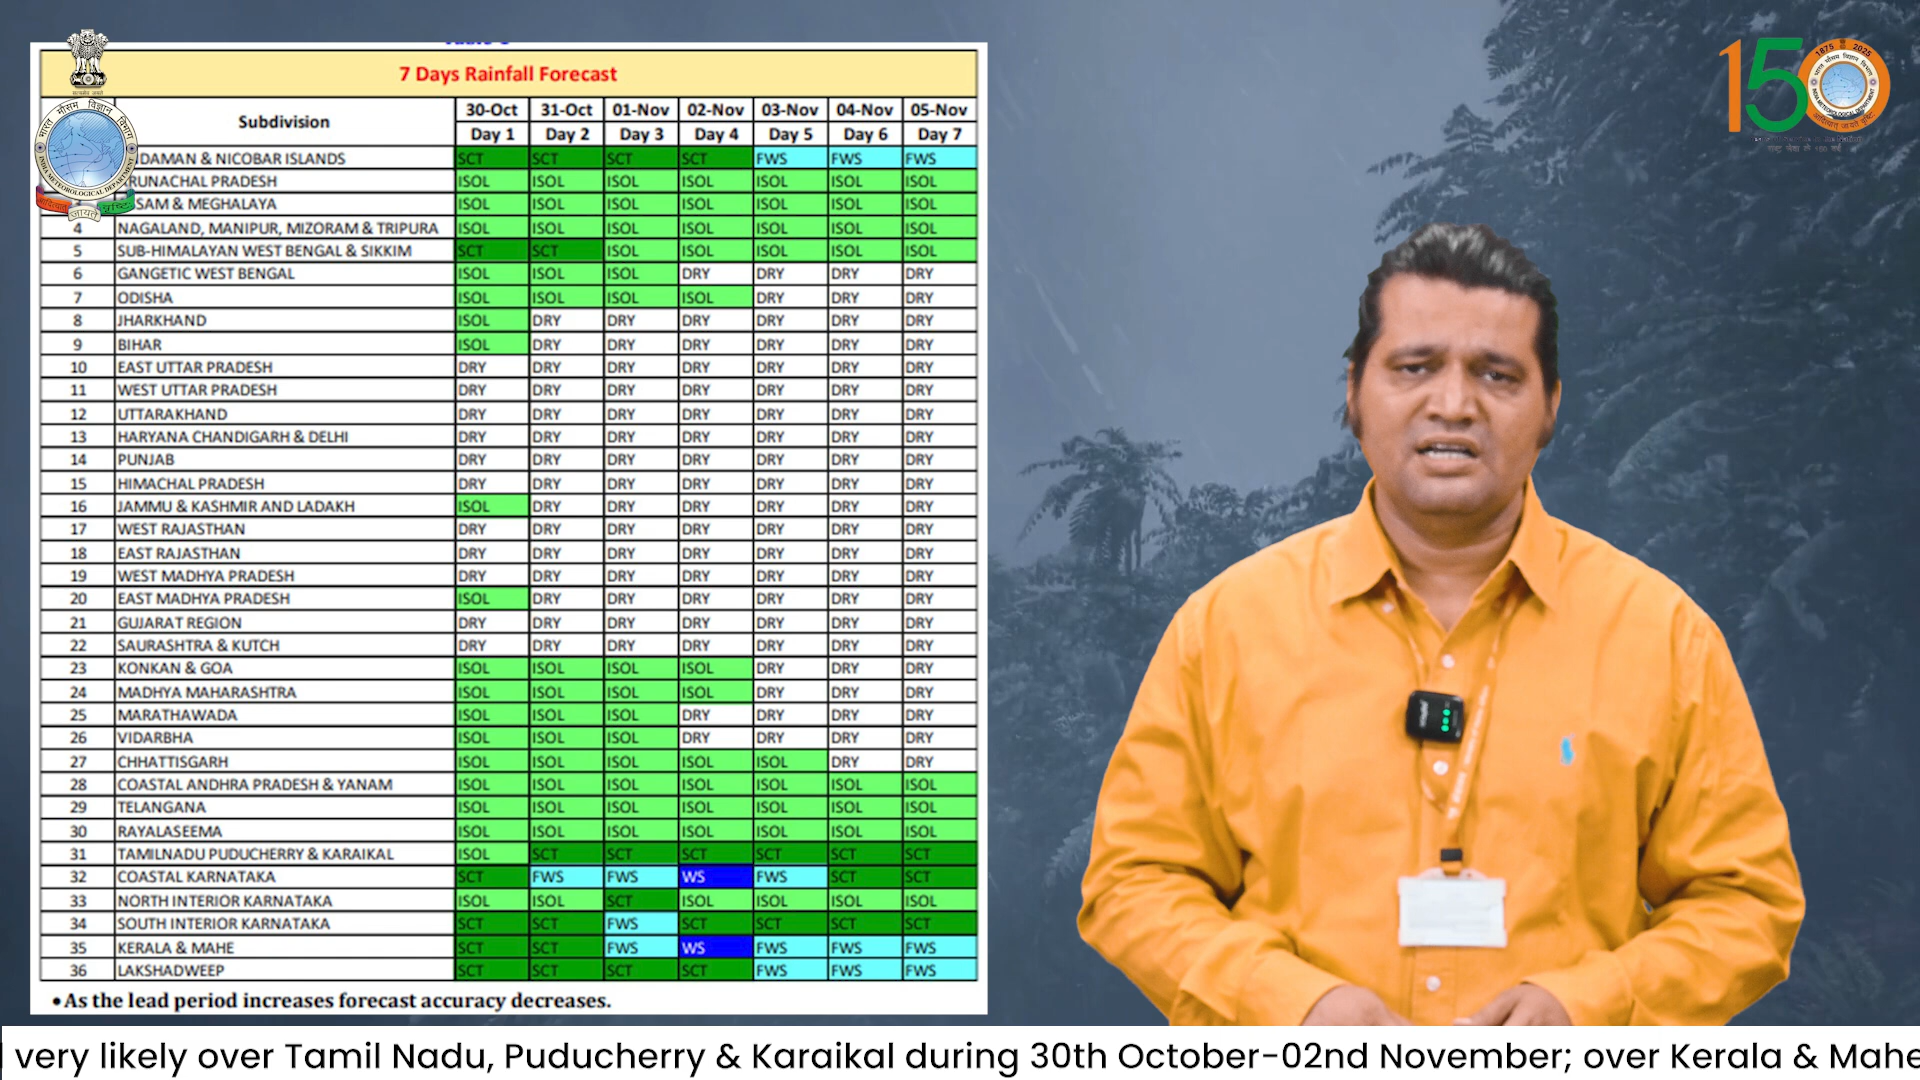 7 Days Rainfall Forecast
Subdivision 30-Oct 31-Oct 01-Nov 02-Nov 03-Nov 04-Nov 05-Nov
Day 1 Day 2 Day 3 Day 4 Day 5 Day 6 Day 7
DAMAN & NICOBAR ISLANDS SCT SCT SCT SCT FWS FWS FWS
RUNACHAL PRADESH ISOL ISOL ISOL ISOL ISOL ISOL ISOL
SAM & MEGHALAYA ISOL ISOL ISOL ISOL ISOL ISOL ISOL
4 NAGALAND, MANIPUR, MIZORAM & TRIPURA ISOL ISOL ISOL ISOL ISOL ISOL ISOL
5 SUB-HIMALAYAN WEST BENGAL & SIKKIM SCT SCT ISOL ISOL ISOL ISOL ISOL
6 GANGETIC WEST BENGAL ISOL ISOL ISOL DRY DRY DRY DRY
7 ODISHA ISOL ISOL ISOL ISOL DRY DRY DRY
8 JHARKHAND ISOL DRY DRY DRY DRY DRY DRY
9 BIHAR ISOL DRY DRY DRY DRY DRY DRY
10 EAST UTTAR PRADESH DRY DRY DRY DRY DRY DRY DRY
11 WEST UTTAR PRADESH DRY DRY DRY DRY DRY DRY DRY
12 UTTARAKHAND DRY DRY DRY DRY DRY DRY DRY
13 HARYANA CHANDIGARH & DELHI DRY DRY DRY DRY DRY DRY DRY
14 PUNJAB DRY DRY DRY DRY DRY DRY DRY
15 HIMACHAL PRADESH DRY DRY DRY DRY DRY DRY DRY
16 JAMMU & KASHMIR AND LADAKH ISOL DRY DRY DRY DRY DRY DRY
17 WEST RAJASTHAN DRY DRY DRY DRY DRY DRY DRY
18 EAST RAJASTHAN DRY DRY DRY DRY DRY DRY DRY
19 WEST MADHYA PRADESH DRY DRY DRY DRY DRY DRY DRY
20 EAST MADHYA PRADESH ISOL DRY DRY DRY DRY DRY DRY
21 GUJARAT REGION DRY DRY DRY DRY DRY DRY DRY
22 SAURASHTRA & KUTCH DRY DRY DRY DRY DRY DRY DRY
23 KONKAN & GOA ISOL ISOL ISOL ISOL DRY DRY DRY
24 MADHYA MAHARASHTRA ISOL ISOL ISOL ISOL DRY DRY DRY
25 MARATHAWADA ISOL ISOL ISOL DRY DRY DRY DRY
26 VIDARBHA ISOL ISOL ISOL DRY DRY DRY DRY
27 CHHATTISGARH ISOL ISOL ISOL ISOL ISOL DRY DRY
28 COASTAL ANDHRA PRADESH & YANAM ISOL ISOL ISOL ISOL ISOL ISOL ISOL
29 TELANGANA ISOL ISOL ISOL ISOL ISOL ISOL ISOL
30 RAYALASEEMA ISOL ISOL ISOL ISOL ISOL ISOL ISOL
31 TAMILNADU PUDUCHERRY & KARAIKAL ISOL SCT SCT SCT SCT SCT SCT
32 COASTAL KARNATAKA SCT FWS FWS WS FWS SCT SCT
33 NORTH INTERIOR KARNATAKA ISOL ISOL SCT ISOL ISOL ISOL ISOL
34 SOUTH INTERIOR KARNATAKA SCT SCT FWS SCT SCT SCT SCT
35 KERALA & MAHE SCT SCT FWS WS FWS FWS FWS
36 LAKSHADWEEP SCT SCT SCT SCT FWS FWS FWS
•As the lead period increases forecast accuracy decreases.
भारत मौसम विज्ञान विभाग
INDIA METEOROLOGICAL DEPARTMENT
150
1875 2025
very likely over Tamil Nadu, Puducherry & Karaikal during 30th October-02nd November; over Kerala & Mahe